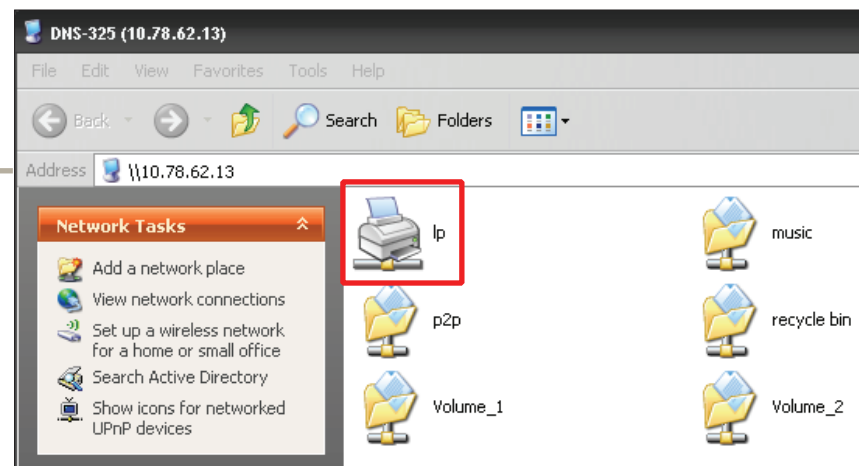 DNS-325 (10.78.62.13)
File Edit View Favorites Tools Help
Back Search Folders
Address \\10.78.62.13
Network Tasks
Add a network place
View network connections
Set up a wireless network
for a home or small office
Search Active Directory
Show icons for networked
UPnP devices
lp
music
p2p
recycle bin
Volume_1
Volume_2